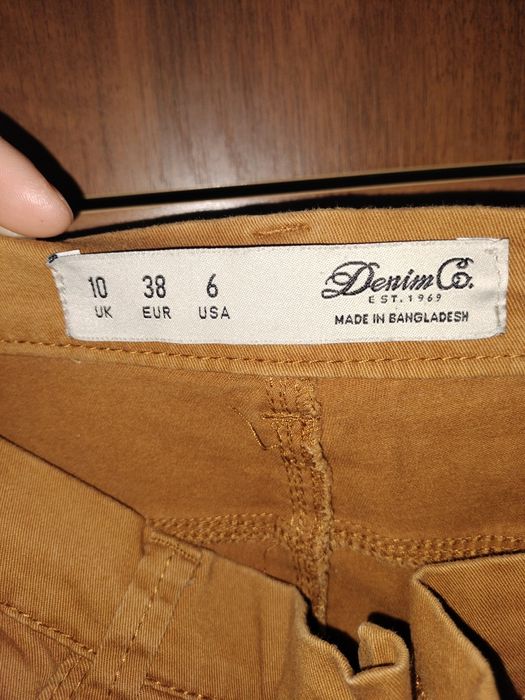 10 38 6
UK EUR USA
Denim Co.
EST. 1969
MADE IN BANGLADESH